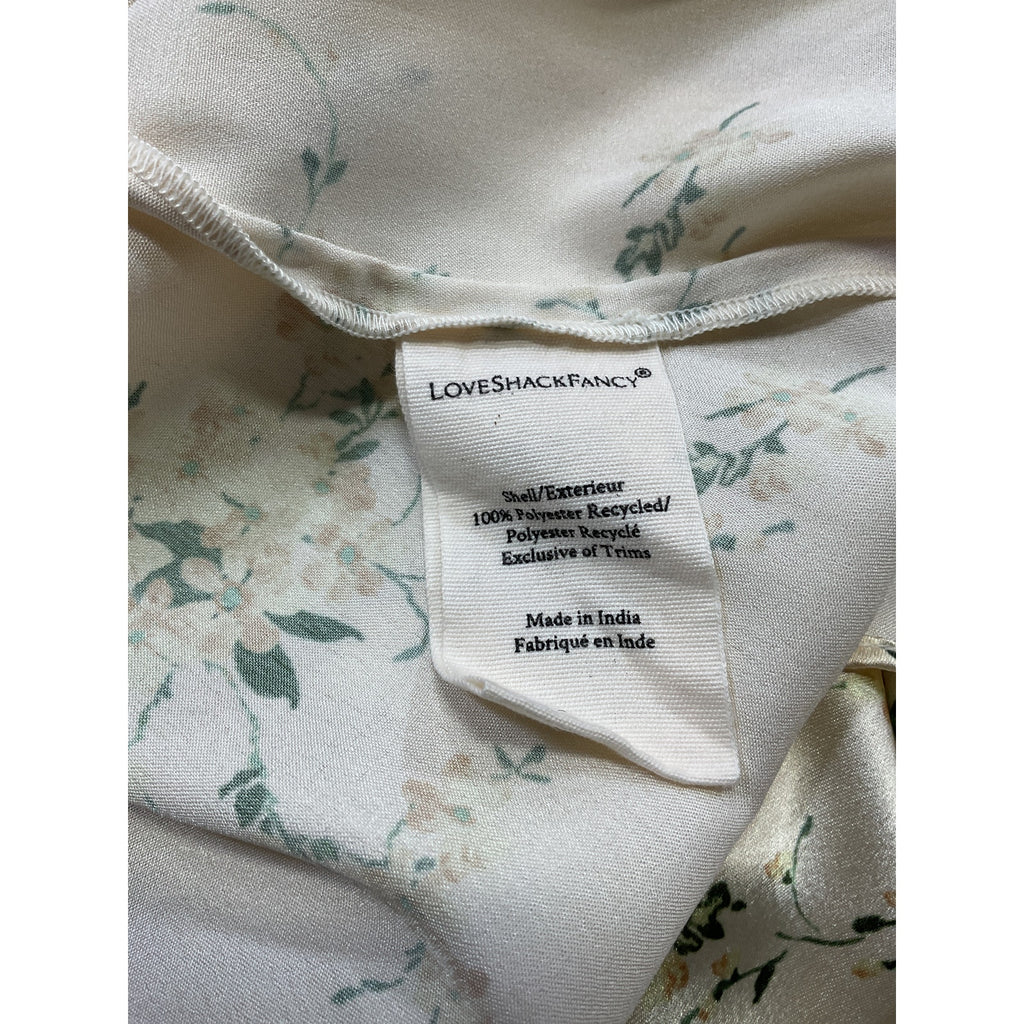 LOVESHACKFANCY®
Shell/Exterieur
100% Polyester Recycled/
Polyester Recyclé
Exclusive of Trims
Made in India
Fabriqué en Inde